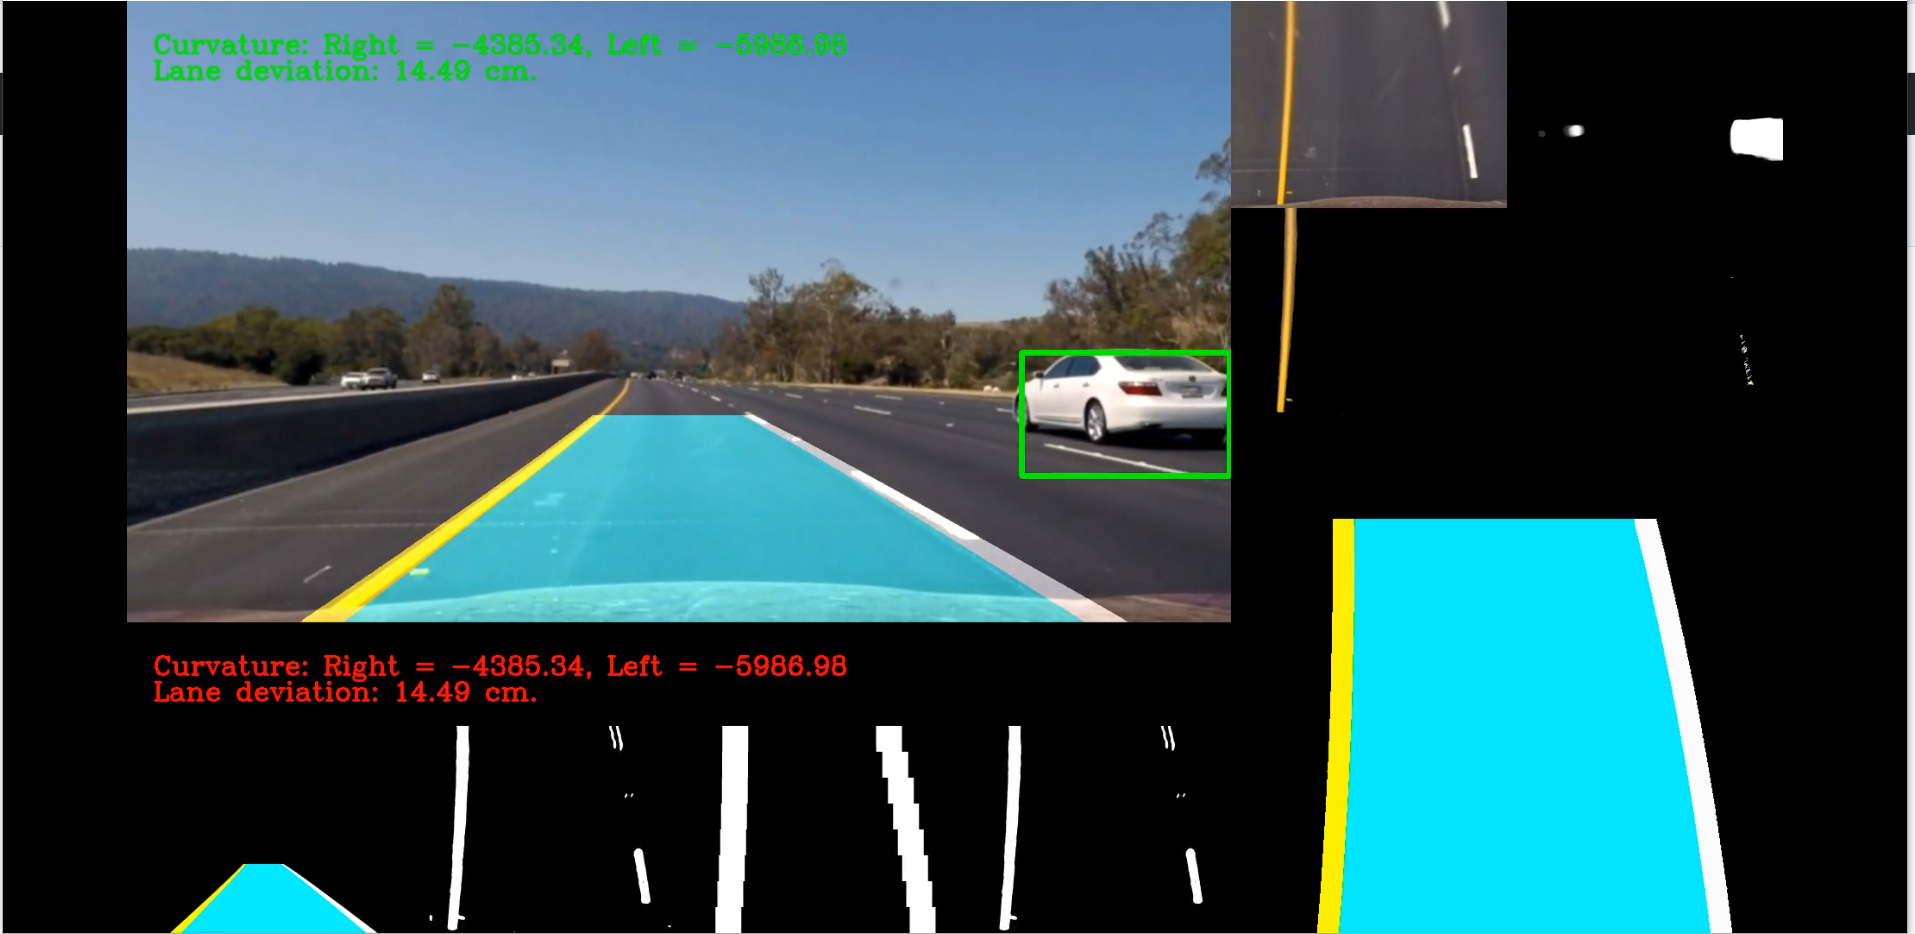 Curvature: Right = -4385.34, Left = -5986.98
Lane deviation: 14.49 cm.
Curvature: Right = -4385.34, Left = -5986.98
Lane deviation: 14.49 cm.